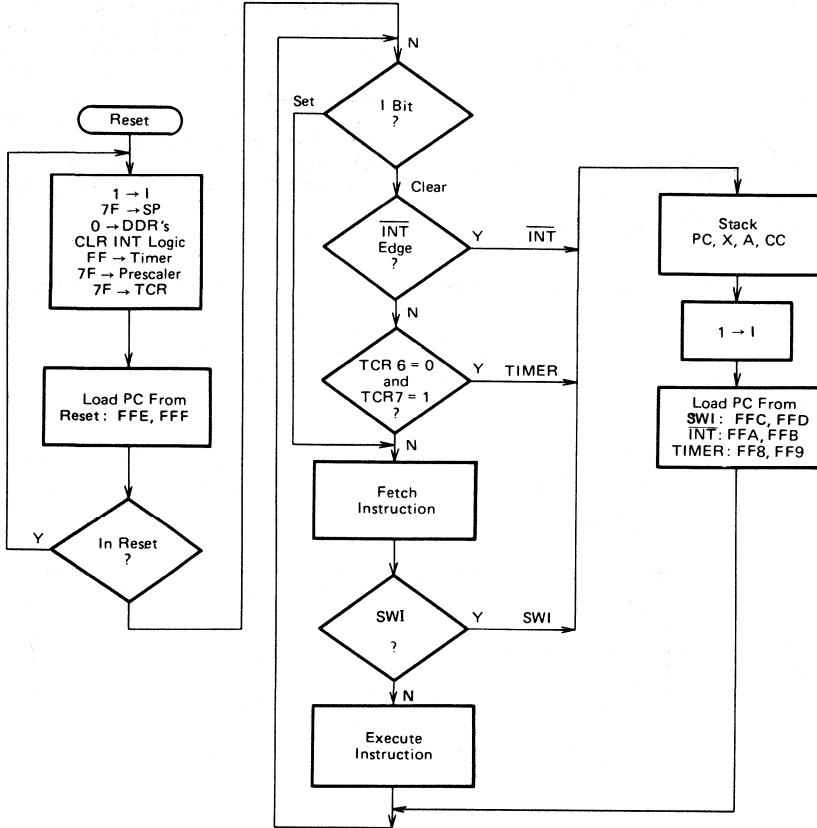 Reset
1 → I
7F → SP
0 → DDR's
CLR INT Logic
FF → Timer
7F → Prescaler
7F → TCR
Load PC From
Reset: FFE, FFF
In Reset
?
Y
N
I Bit
?
Set
Clear
INT
Edge
?
Y
INT
N
TCR 6 = 0
and
TCR7 = 1
?
Y
TIMER
N
Fetch
Instruction
SWI
?
Y
SWI
N
Execute
Instruction
Stack
PC, X, A, CC
1 → I
Load PC From
SWI: FFC, FFD
INT: FFA, FFB
TIMER: FF8, FF9